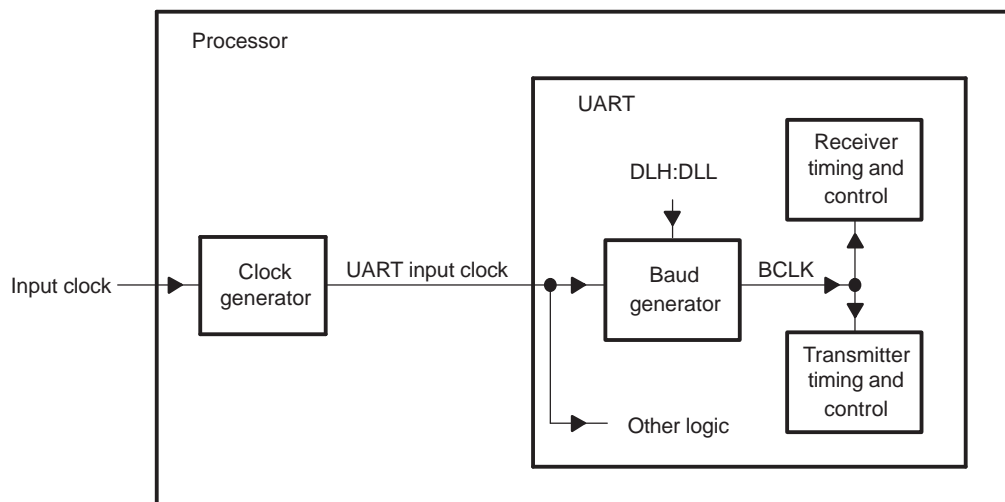 Processor
UART
Receiver
timing and
control
DLH:DLL
Input clock
Clock
generator
UART input clock
Baud
generator
BCLK
Transmitter
timing and
control
Other logic